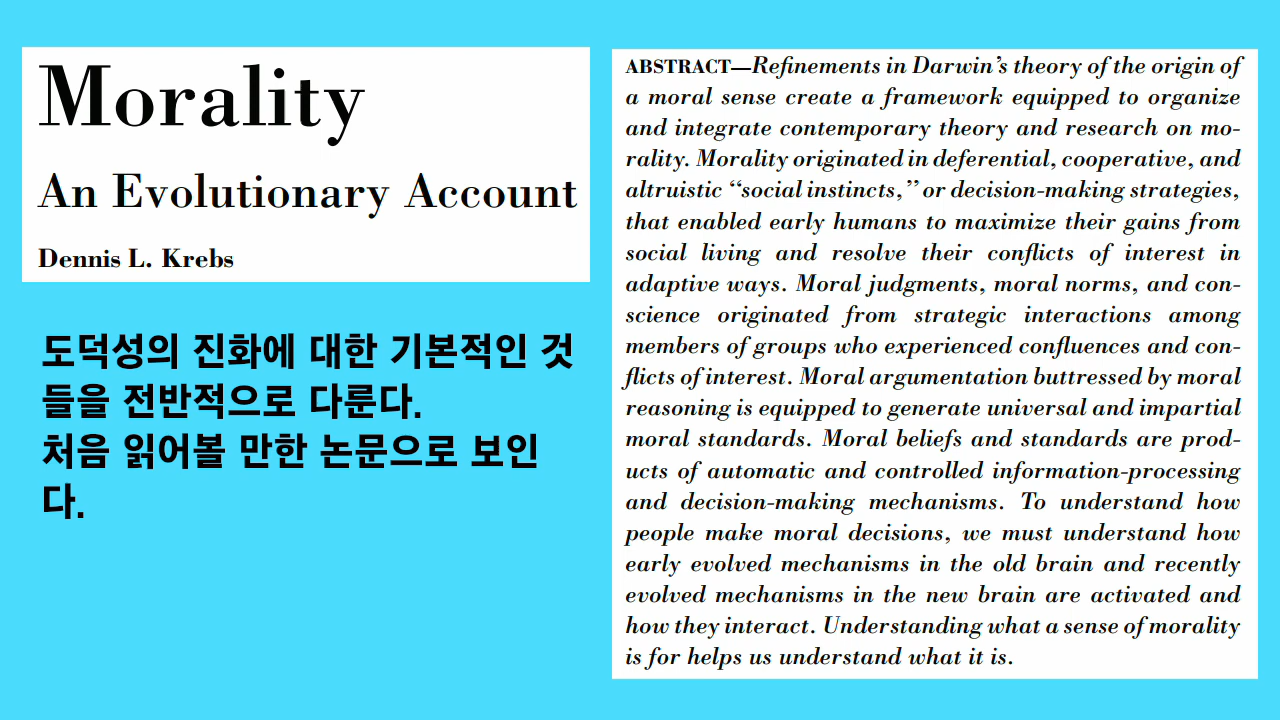 Morality
An Evolutionary Account
Dennis L. Krebs
도덕성의 진화에 대한 기본적인 것
들을 전반적으로 다룬다.
처음 읽어볼 만한 논문으로 보인
다.
ABSTRACT—Refinements in Darwin's theory of the origin of
a moral sense create a framework equipped to organize
and integrate contemporary theory and research on mo-
rality. Morality originated in deferential, cooperative, and
altruistic “social instincts,” or decision-making strategies,
that enabled early humans to maximize their gains from
social living and resolve their conflicts of interest in
adaptive ways. Moral judgments, moral norms, and con-
science originated from strategic interactions among
members of groups who experienced confluences and con-
flicts of interest. Moral argumentation buttressed by moral
reasoning is equipped to generate universal and impartial
moral standards. Moral beliefs and standards are prod-
ucts of automatic and controlled information-processing
and decision-making mechanisms. To understand how
people make moral decisions, we must understand how
early evolved mechanisms in the old brain and recently
evolved mechanisms in the new brain are activated and
how they interact. Understanding what a sense of morality
is for helps us understand what it is.